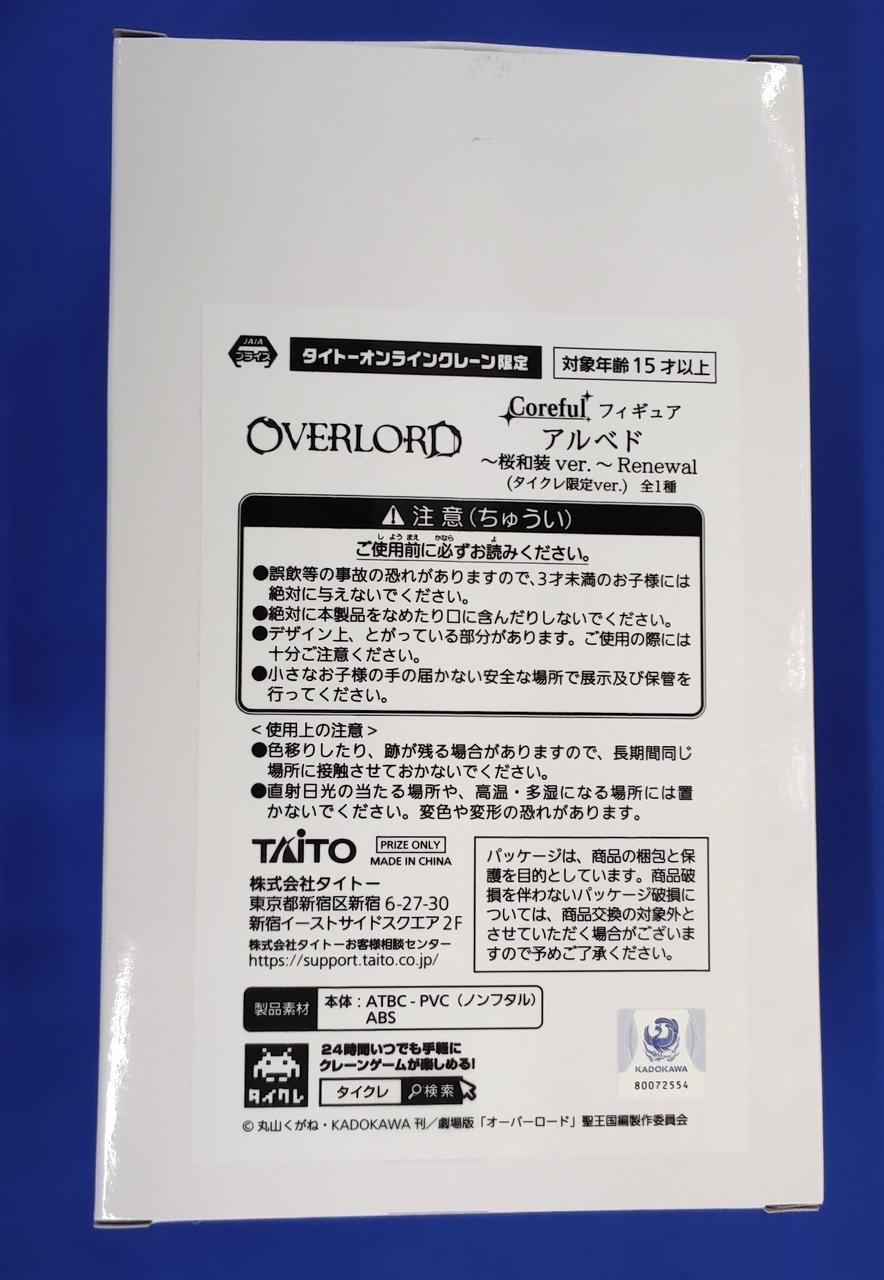 JAIA
プライズ
タイトーオンラインクレーン限定
対象年齢15才以上
OVERLORD
Coreful フィギュア
アルベド
～桜和装 ver.～ Renewal
(タイクレ限定ver.) 全1種
注意(ちゅうい)
しようまえ かなら よ
ご使用前に必ずお読みください。
●誤飲等の事故の恐れがありますので、3才未満のお子様には
絶対に与えないでください。
●絶対に本製品をなめたり口に含んだりしないでください。
●デザイン上、とがっている部分があります。ご使用の際には
十分ご注意ください。
●小さなお子様の手の届かない安全な場所で展示及び保管を
行ってください。
<使用上の注意>
●色移りしたり、跡が残る場合がありますので、長期間同じ
場所に接触させておかないでください。
●直射日光の当たる場所や、高温・多湿になる場所には置
かないでください。変色や変形の恐れがあります。
TAITO
PRIZE ONLY
MADE IN CHINA
株式会社タイトー
東京都新宿区新宿 6-27-30
新宿イーストサイドスクエア 2F
株式会社タイトーお客様相談センター
https://support.taito.co.jp/
パッケージは、商品の梱包と保
護を目的としています。商品破
損を伴わないパッケージ破損に
ついては、商品交換の対象外と
させていただく場合がございま
すので予めご了承ください。
製品素材
本体：ATBC-PVC（ノンフタル）
ABS
タイクレ
24時間いつでも手軽に
クレーンゲームが楽しめる!
タイクレ 検索
KADOKAWA
80072554
© 丸山くがね・KADOKAWA 刊／劇場版「オーバーロード」聖王国編製作委員会